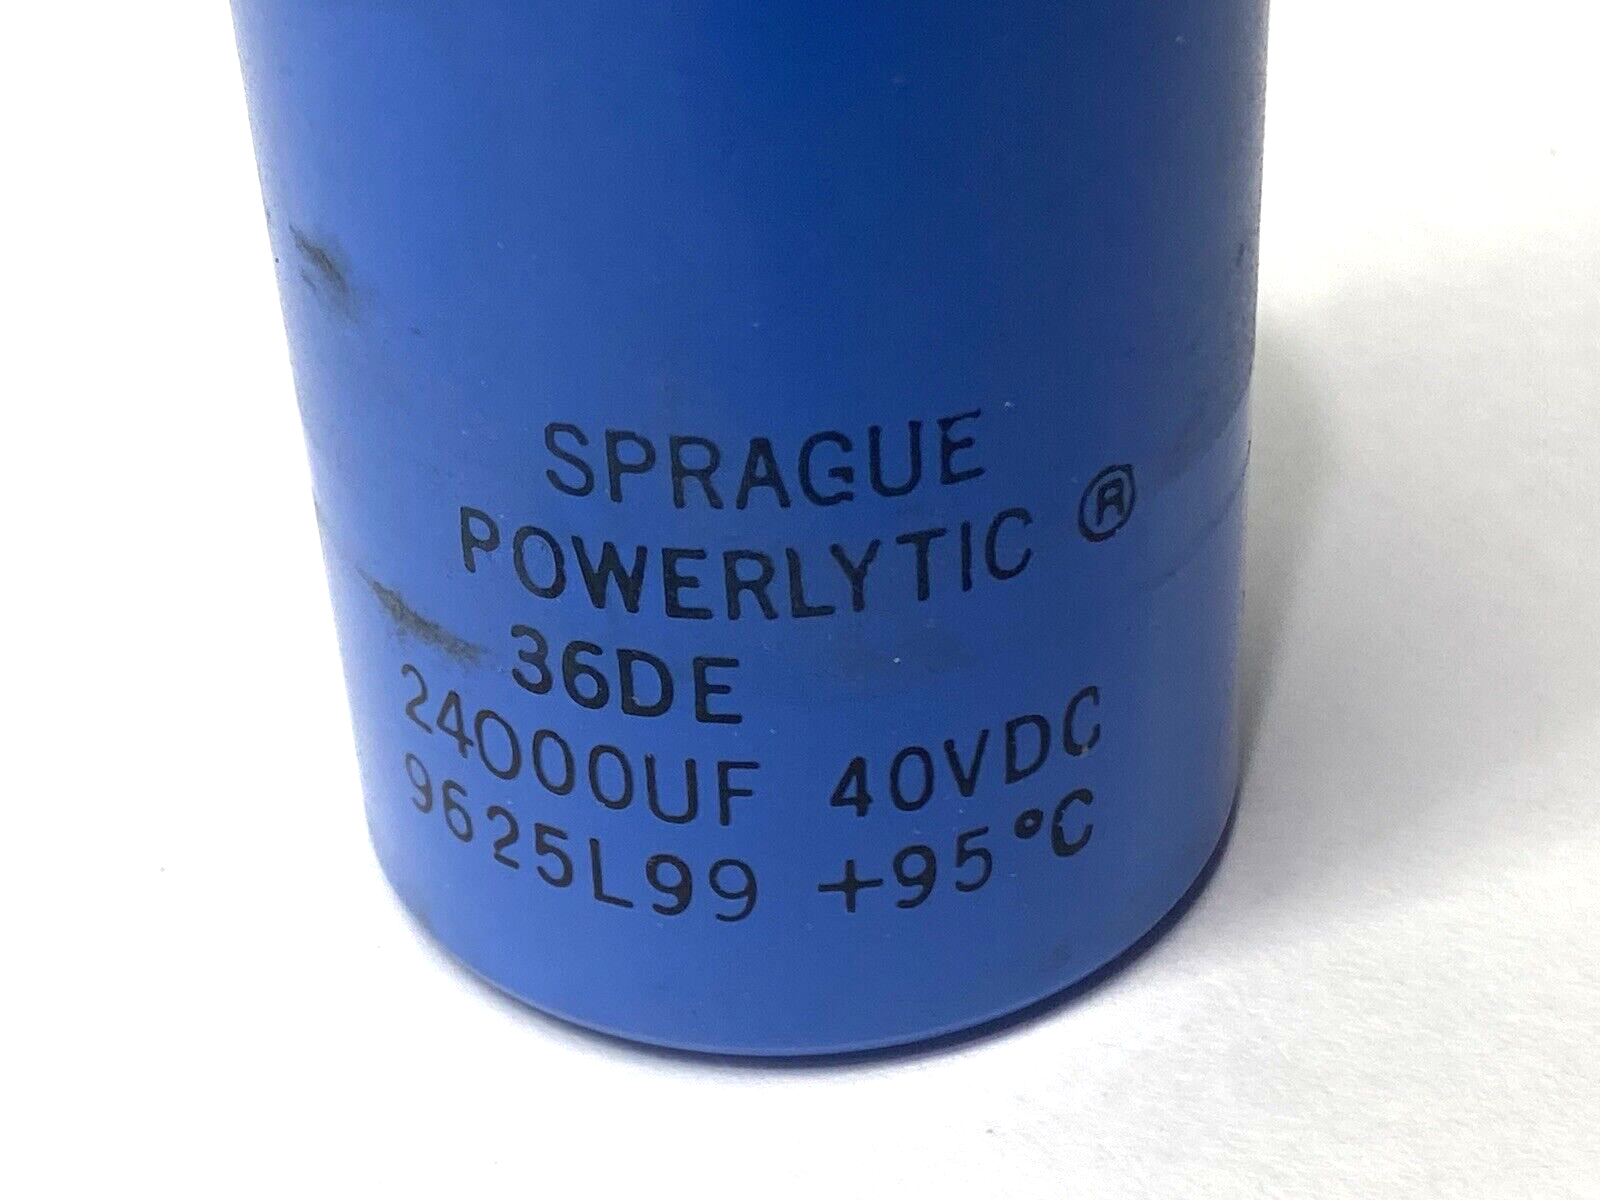 SPRAGUE
POWERLYTIC ®
36DE
24000UF 40VDC
9625L99 +95°C